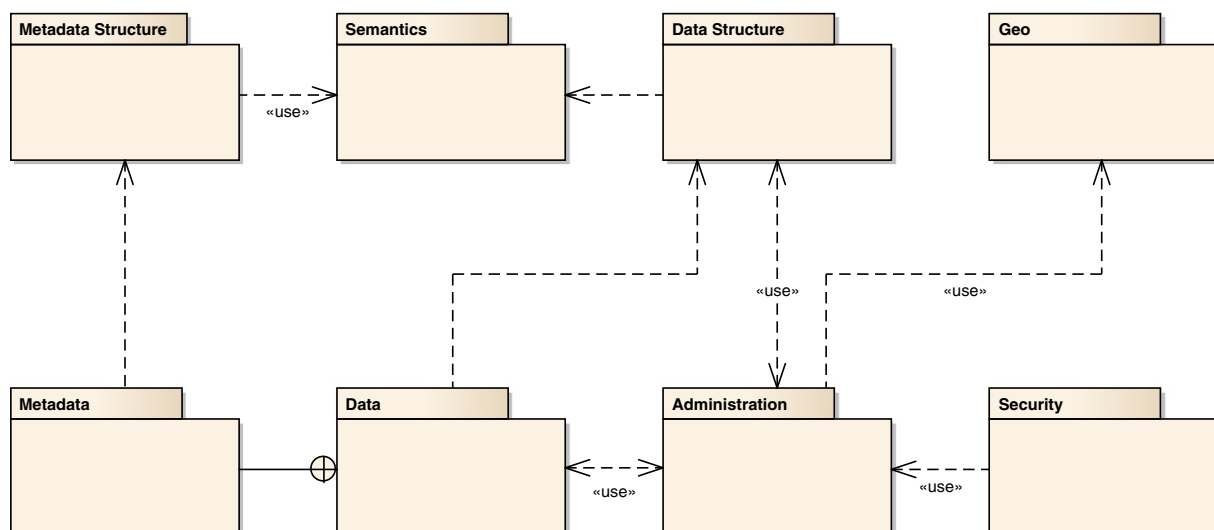 Metadata Structure
Semantics
Data Structure
Geo
«use»
«use»
«use»
Metadata
Data
Administration
Security
«use»
«use»